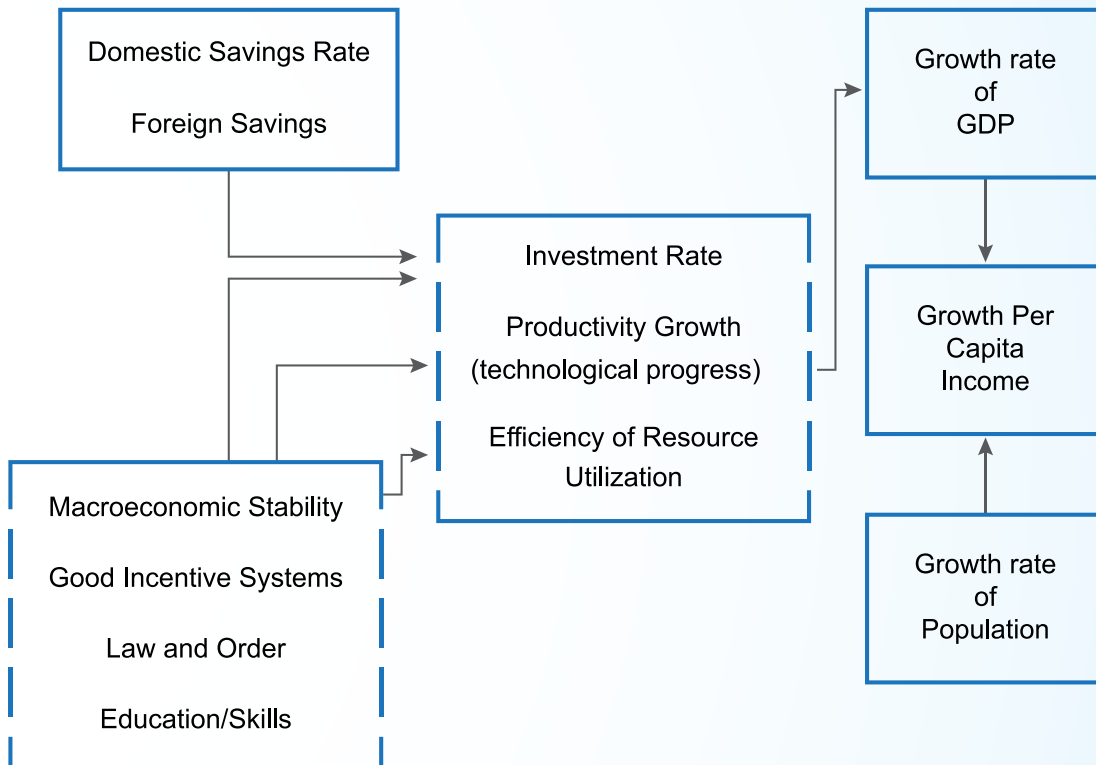 Domestic Savings Rate
Foreign Savings
Growth rate
of
GDP
Investment Rate
Productivity Growth
(technological progress)
Efficiency of Resource
Utilization
Growth Per
Capita
Income
Macroeconomic Stability
Good Incentive Systems
Law and Order
Education/Skills
Growth rate
of
Population